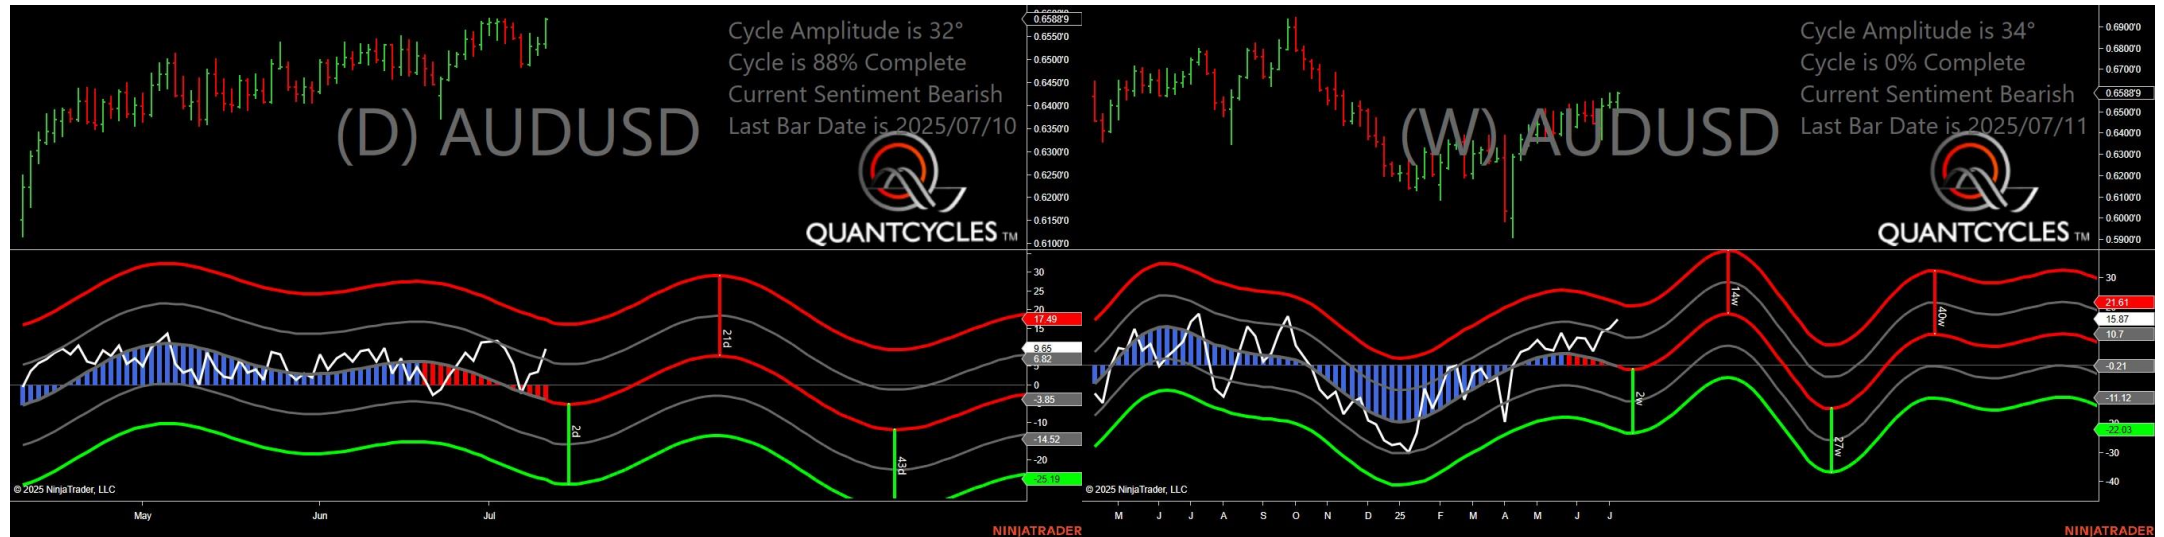 Cycle Amplitude is 32°
Cycle is 88% Complete
Current Sentiment Bearish
Last Bar Date is 2025/07/10
(D) AUDUSD
QUANTCYCLES TM
0.6588'9
0.6550'0
0.6500'0
0.6450'0
0.6400'0
0.6350'0
0.6300'0
0.6250'0
0.6200'0
0.6150'0
0.6100'0
30
25
20
17.49
15
9.65
6.82
0
-3.85
-10
-14.52
-20
-25.19
21d
2d
43d
© 2025 NinjaTrader, LLC
May
Jun
Jul
NINJATRADER
Cycle Amplitude is 34°
Cycle is 0% Complete
Current Sentiment Bearish
Last Bar Date is 2025/07/11
(W) AUDUSD
QUANTCYCLES TM
0.6900'0
0.6800'0
0.6700'0
0.6588'9
0.6500'0
0.6400'0
0.6300'0
0.6200'0
0.6100'0
0.6000'0
0.5900'0
30
21.61
15.87
10.7
-0.21
-11.12
-22.03
-30
-40
14w
40w
2w
27w
© 2025 NinjaTrader, LLC
M
J
J
A
S
O
N
D
25
F
M
A
M
J
J
NINJATRADER